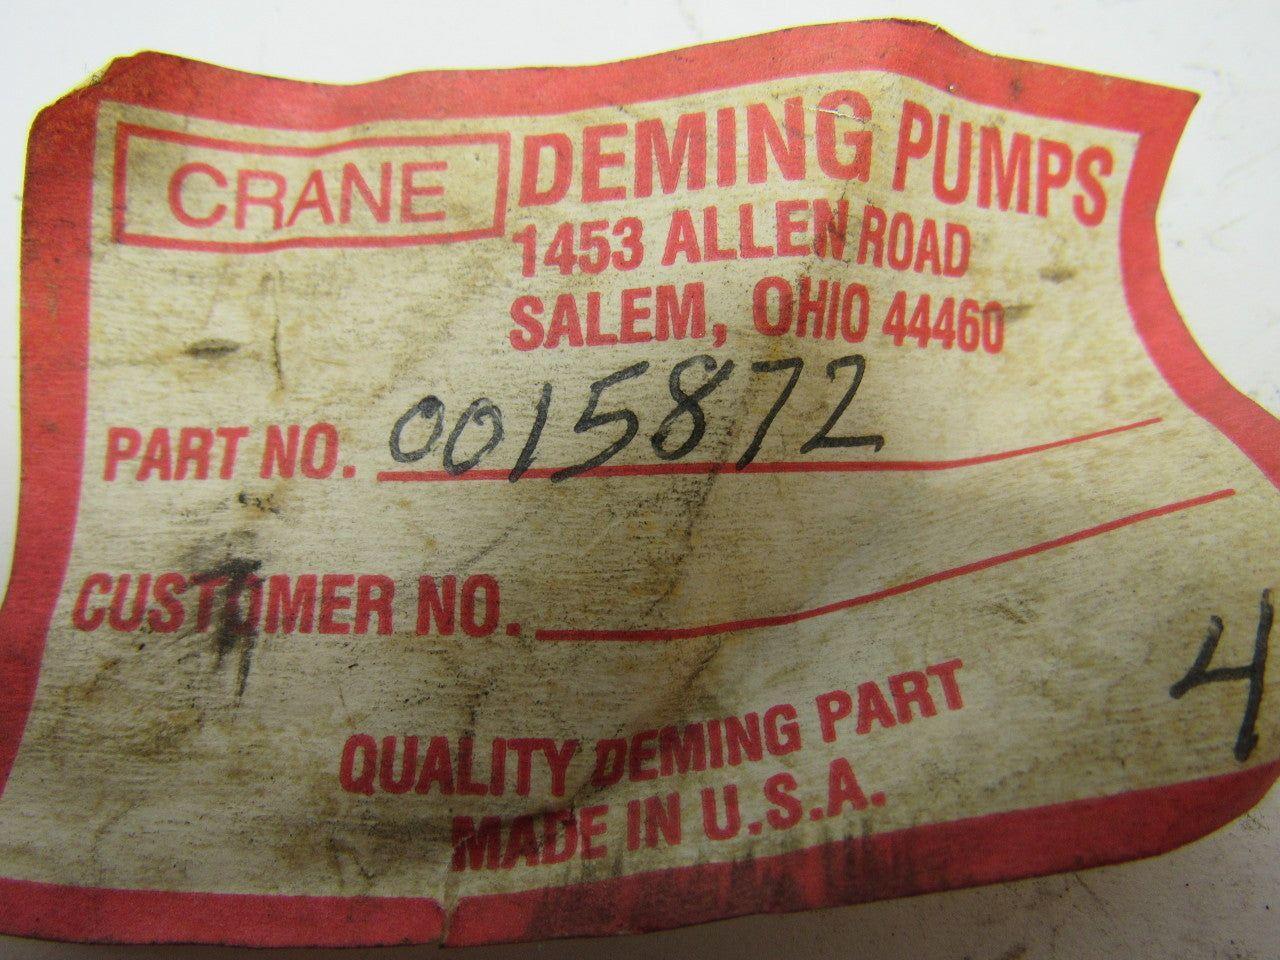 CRANE DEMING PUMPS
1453 ALLEN ROAD
SALEM, OHIO 44460
PART NO. 0015872
CUSTOMER NO.
4
QUALITY DEMING PART
MADE IN U.S.A.